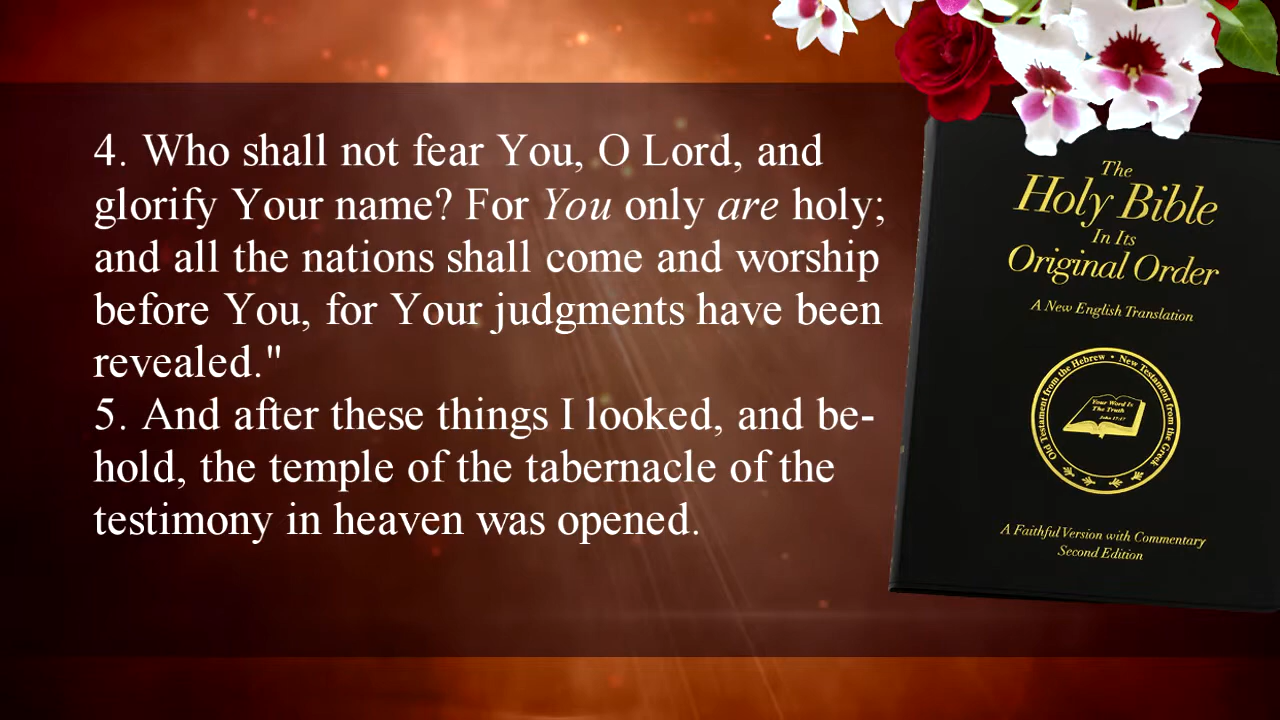 4. Who shall not fear You, O Lord, and
glorify Your name? For You only are holy;
and all the nations shall come and worship
before You, for Your judgments have been
revealed."
5. And after these things I looked, and be-
hold, the temple of the tabernacle of the
testimony in heaven was opened.
The
Holy Bible
In Its
Original Order
A New English Translation
Old Testament from the Hebrew • New Testament from the Greek
Your Word Is
The Truth
John 17:17
A Faithful Version with Commentary
Second Edition